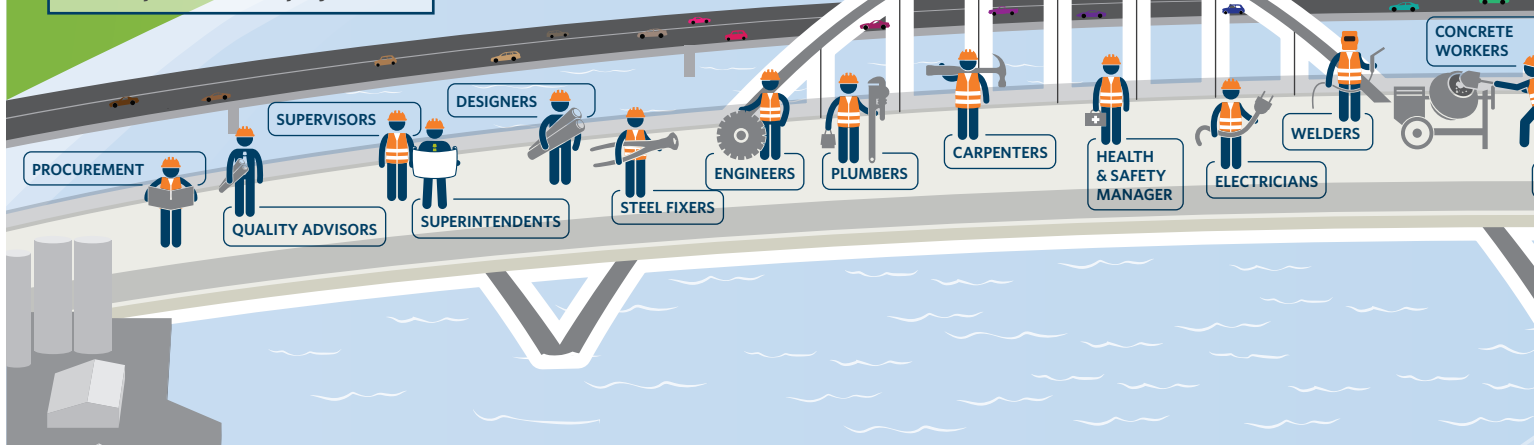 PROCUREMENT
QUALITY ADVISORS
SUPERVISORS
SUPERINTENDENTS
DESIGNERS
STEEL FIXERS
ENGINEERS
PLUMBERS
CARPENTERS
HEALTH
& SAFETY
MANAGER
ELECTRICIANS
WELDERS
CONCRETE
WORKERS